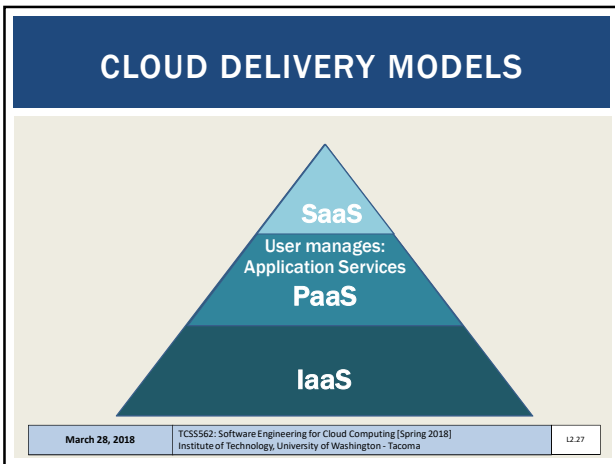 CLOUD DELIVERY MODELS
SaaS
User manages:
Application Services
PaaS
IaaS
March 28, 2018
TCSS562: Software Engineering for Cloud Computing [Spring 2018]
Institute of Technology, University of Washington - Tacoma
L2.27